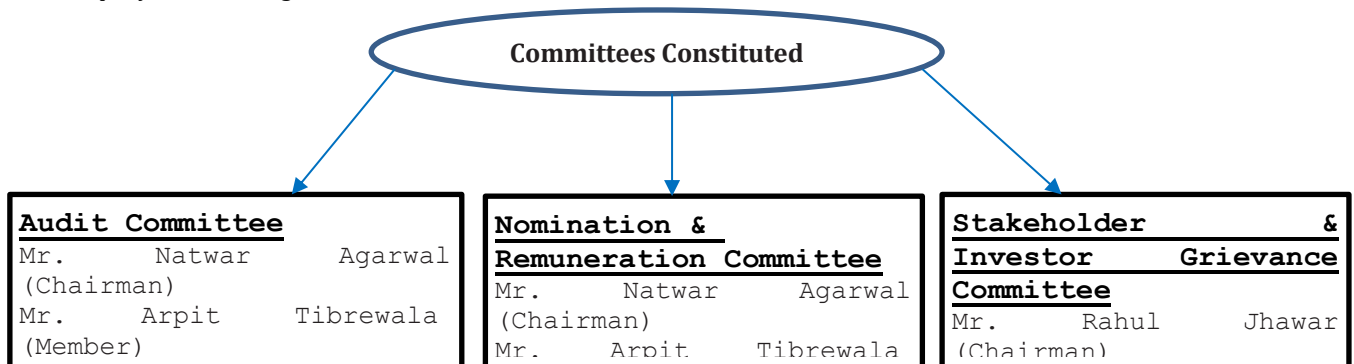 Committees Constituted
Audit Committee
Mr. Natwar Agarwal
(Chairman)
Mr. Arpit Tibrewala
(Member)
Nomination &
Remuneration Committee
Mr. Natwar Agarwal
(Chairman)
Mr. Arpit Tibrewala
Stakeholder &
Investor Grievance
Committee
Mr. Rahul Jhawar
(Chairman)